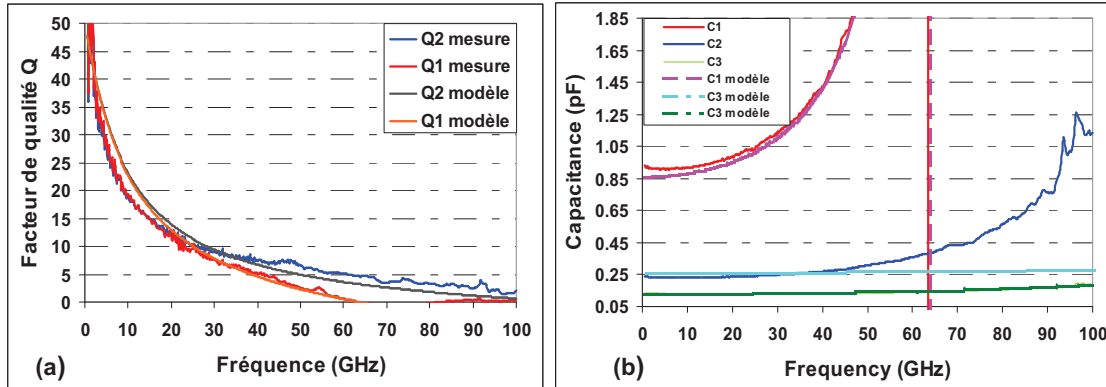 Facteur de qualité Q
50
45
40
35
30
25
20
15
10
5
0
0 10 20 30 40 50 60 70 80 90 100
Fréquence (GHz)
(a)
Q2 mesure
Q1 mesure
Q2 modèle
Q1 modèle
Capacitance (pF)
1.85
1.65
1.45
1.25
1.05
0.85
0.65
0.45
0.25
0.05
0 10 20 30 40 50 60 70 80 90 100
Frequency (GHz)
(b)
C1
C2
C3
C1 modèle
C3 modèle
C3 modèle